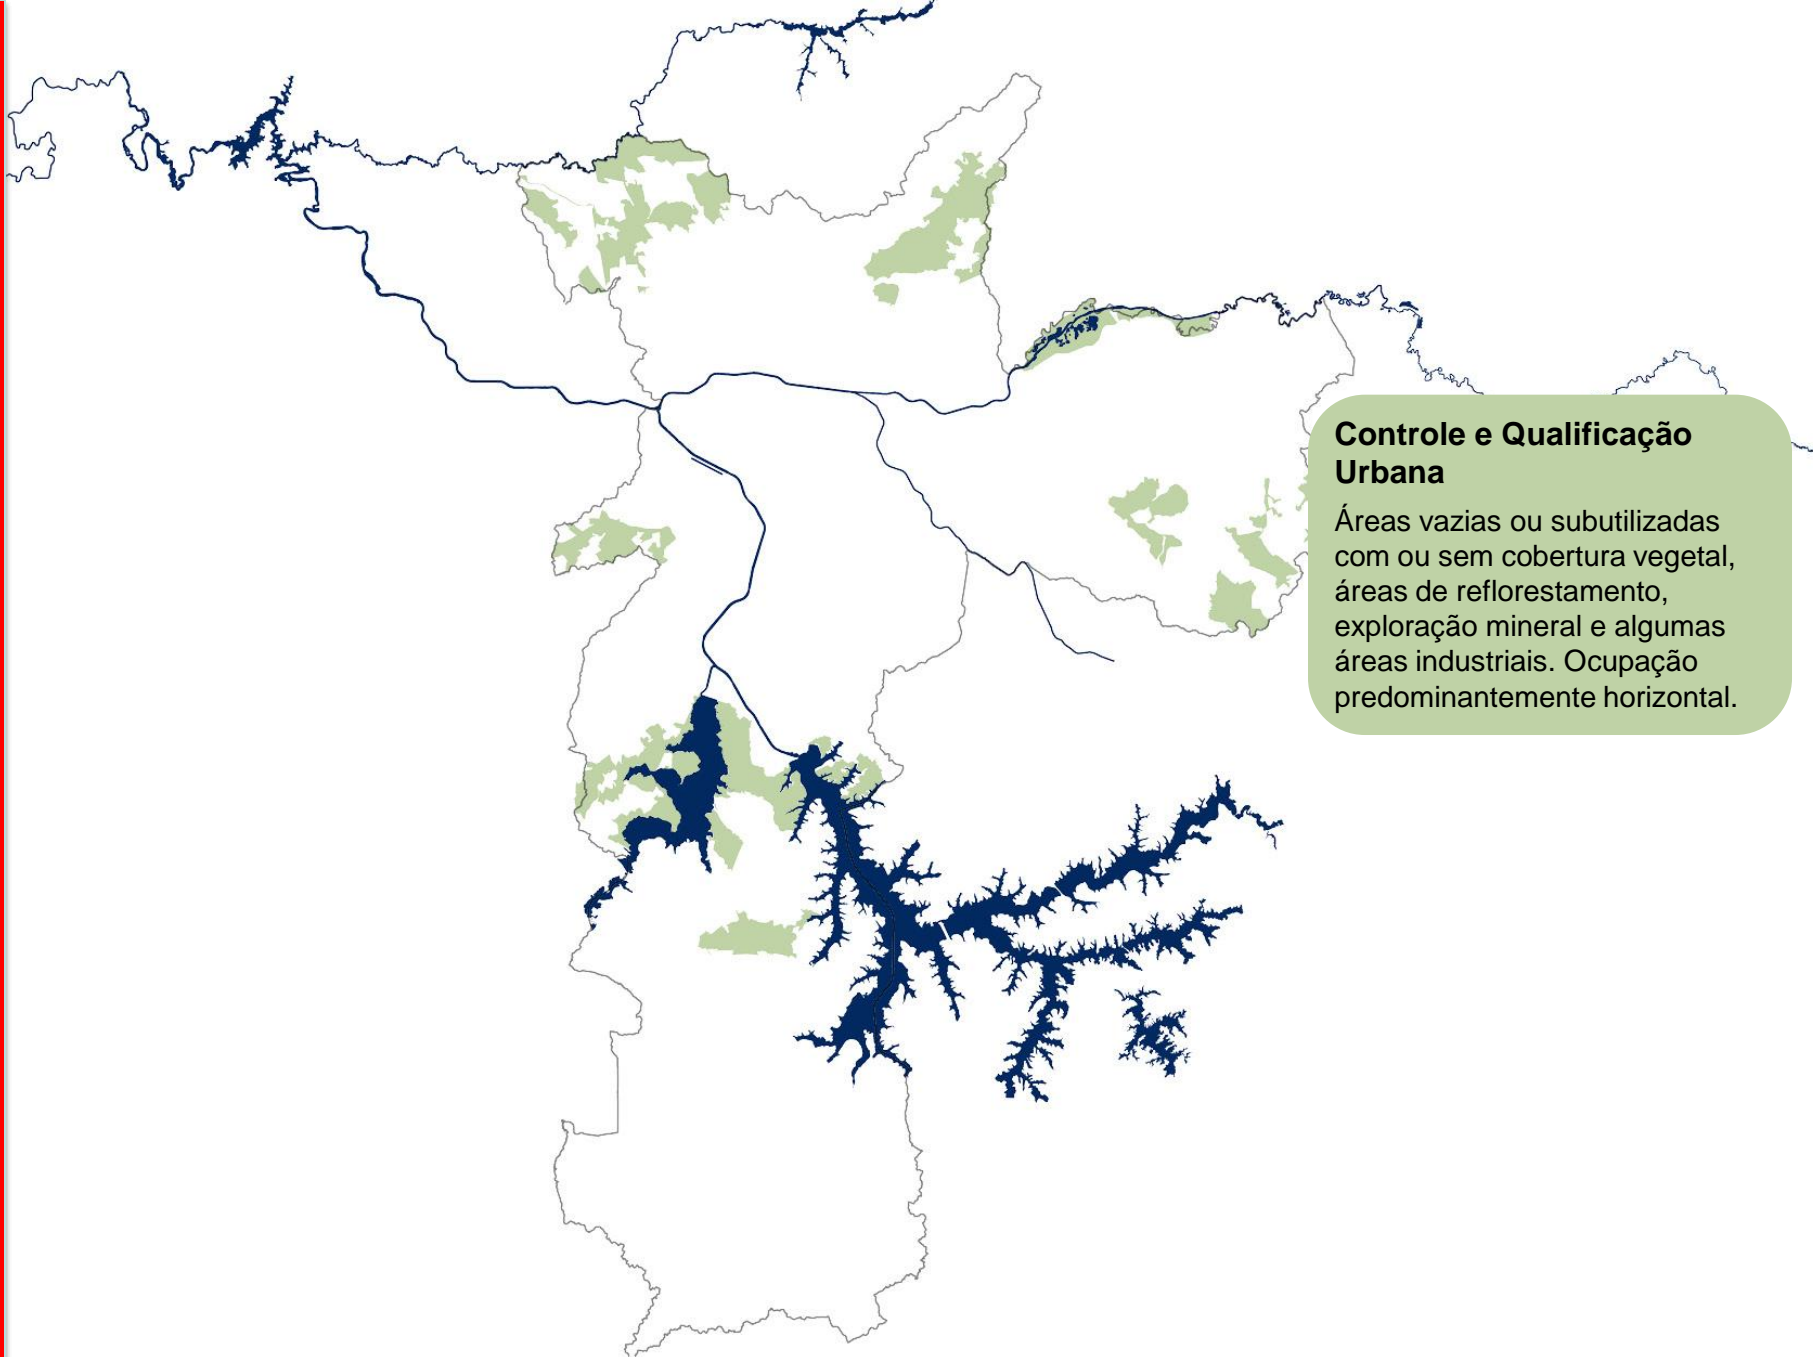 Controle e Qualificação
Urbana
Áreas vazias ou subutilizadas
com ou sem cobertura vegetal,
áreas de reflorestamento,
exploração mineral e algumas
áreas industriais. Ocupação
predominantemente horizontal.